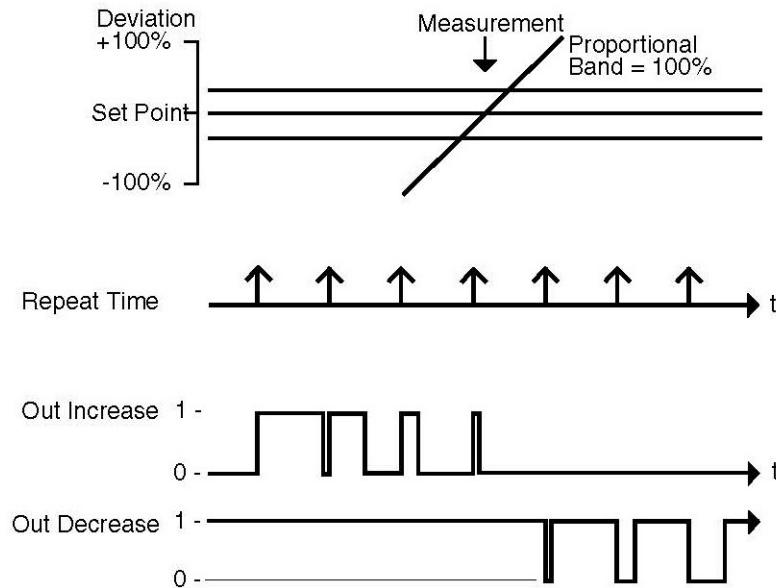 Deviation
+100%
Measurement
Proportional
Band = 100%
Set Point
-100%
Repeat Time
t
Out Increase
1 -
0 -
t
Out Decrease
1 -
0 -